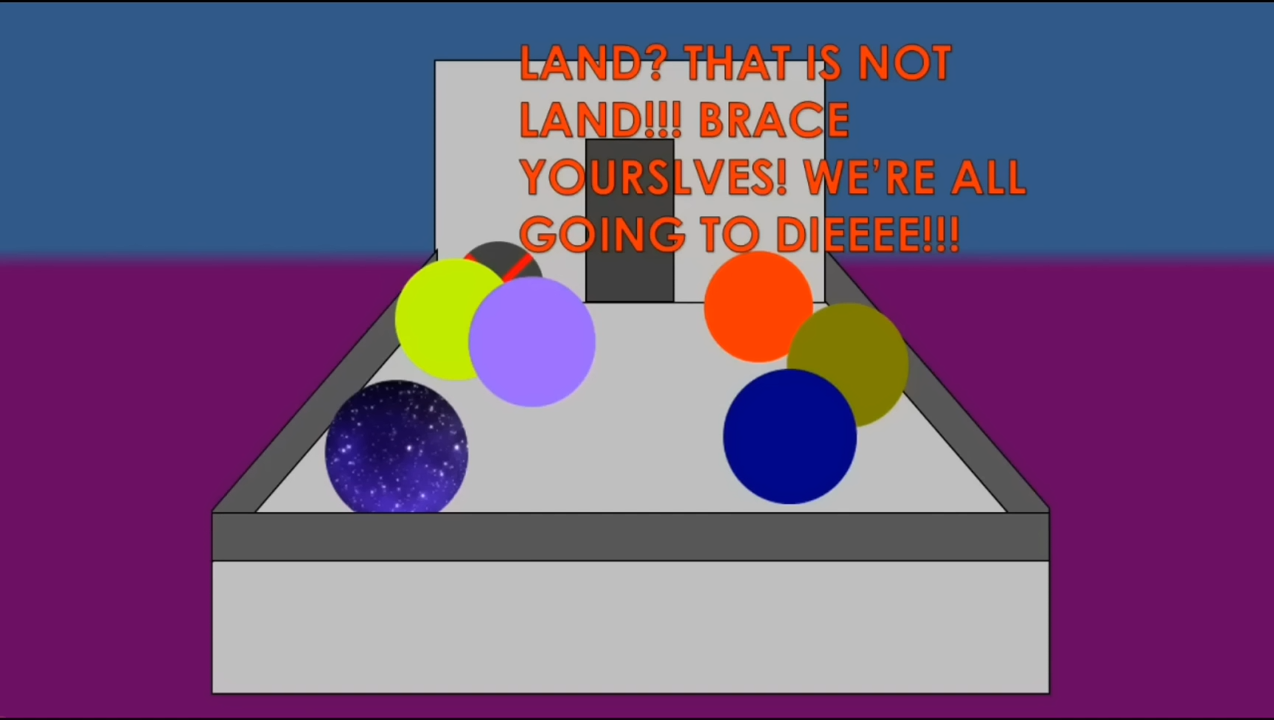 LAND? THAT IS NOT
LAND!!! BRACE
YOURSLVES! WE’RE ALL
GOING TO DIEEEE!!!